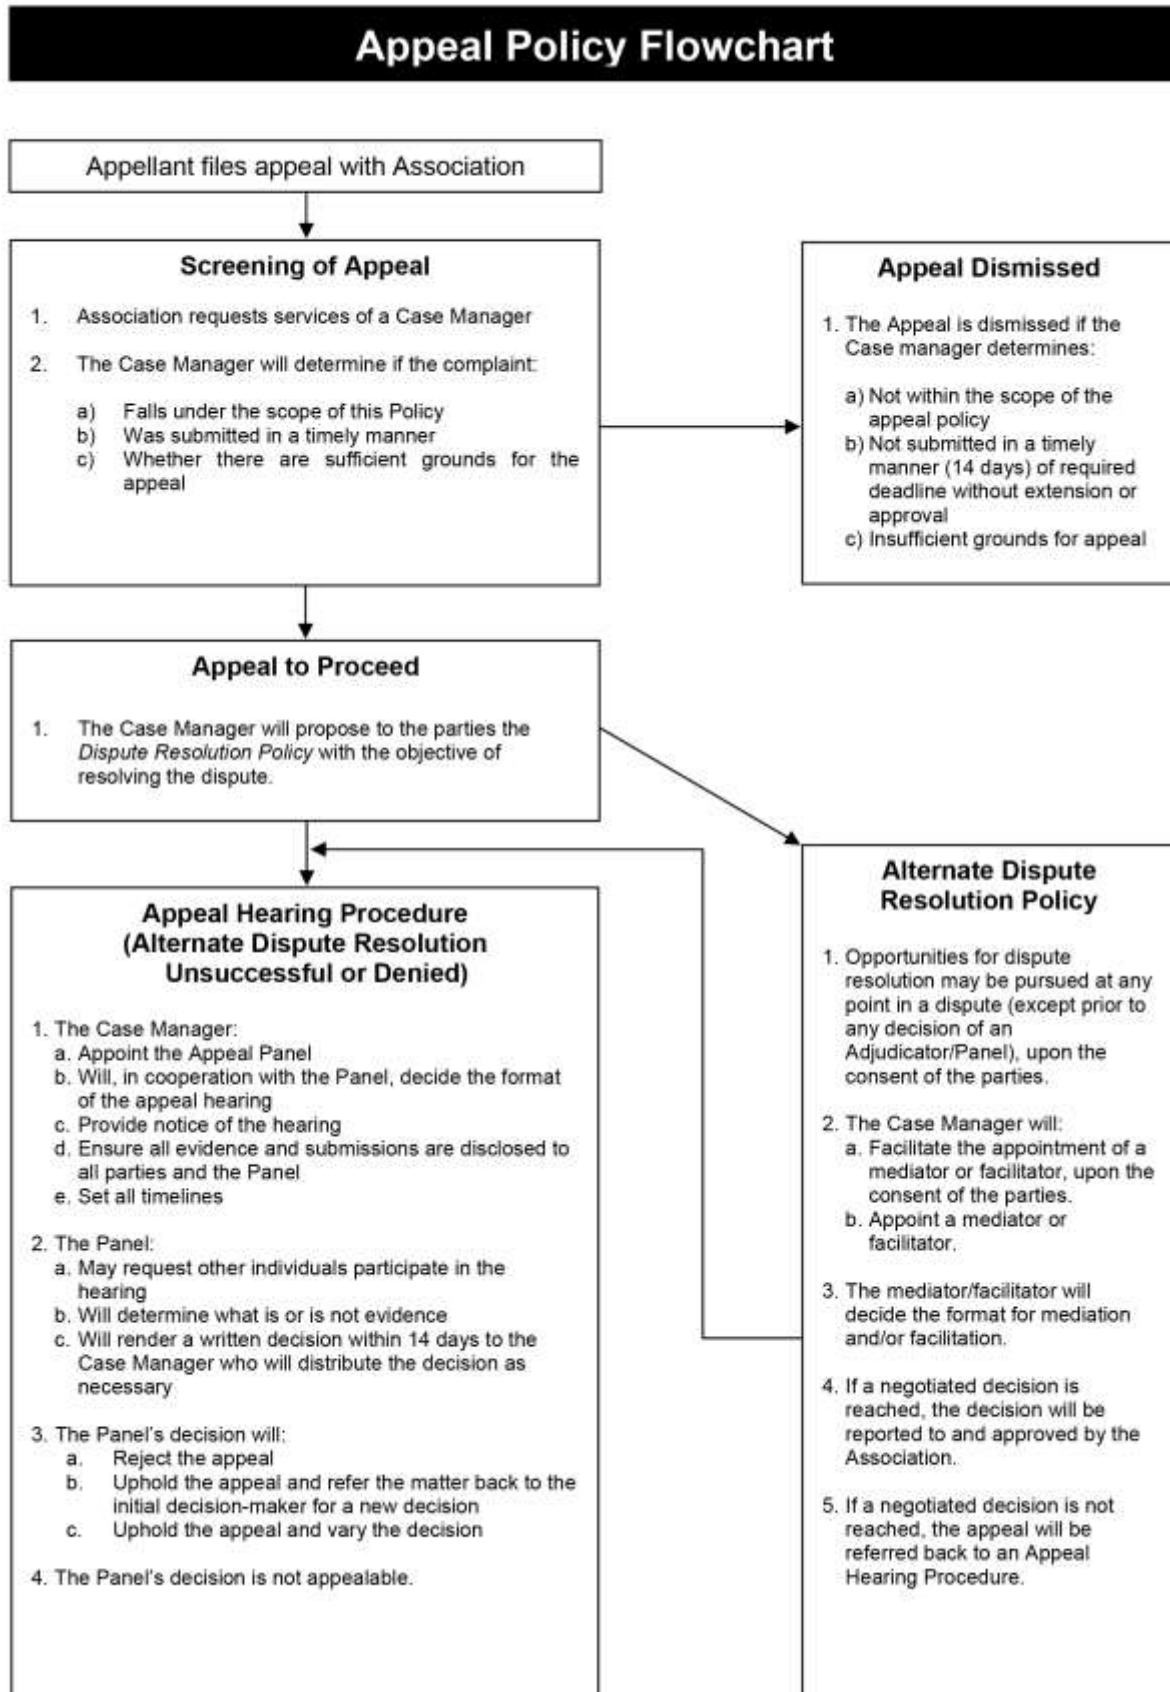 Appeal Policy Flowchart
Appellant files appeal with Association
Screening of Appeal
1. Association requests services of a Case Manager
2. The Case Manager will determine if the complaint:
a) Falls under the scope of this Policy
b) Was submitted in a timely manner
c) Whether there are sufficient grounds for the
appeal
Appeal Dismissed
1. The Appeal is dismissed if the
Case manager determines:
a) Not within the scope of the
appeal policy
b) Not submitted in a timely
manner (14 days) of required
deadline without extension or
approval
c) Insufficient grounds for appeal
Appeal to Proceed
1. The Case Manager will propose to the parties the
Dispute Resolution Policy with the objective of
resolving the dispute.
Appeal Hearing Procedure
(Alternate Dispute Resolution
Unsuccessful or Denied)
1. The Case Manager:
a. Appoint the Appeal Panel
b. Will, in cooperation with the Panel, decide the format
of the appeal hearing
c. Provide notice of the hearing
d. Ensure all evidence and submissions are disclosed to
all parties and the Panel
e. Set all timelines
2. The Panel:
a. May request other individuals participate in the
hearing
b. Will determine what is or is not evidence
c. Will render a written decision within 14 days to the
Case Manager who will distribute the decision as
necessary
3. The Panel's decision will:
a. Reject the appeal
b. Uphold the appeal and refer the matter back to the
initial decision-maker for a new decision
c. Uphold the appeal and vary the decision
4. The Panel's decision is not appealable.
Alternate Dispute
Resolution Policy
1. Opportunities for dispute
resolution may be pursued at any
point in a dispute (except prior to
any decision of an
Adjudicator/Panel), upon the
consent of the parties.
2. The Case Manager will:
a. Facilitate the appointment of a
mediator or facilitator, upon the
consent of the parties.
b. Appoint a mediator or
facilitator.
3. The mediator/facilitator will
decide the format for mediation
and/or facilitation.
4. If a negotiated decision is
reached, the decision will be
reported to and approved by the
Association.
5. If a negotiated decision is not
reached, the appeal will be
referred back to an Appeal
Hearing Procedure.